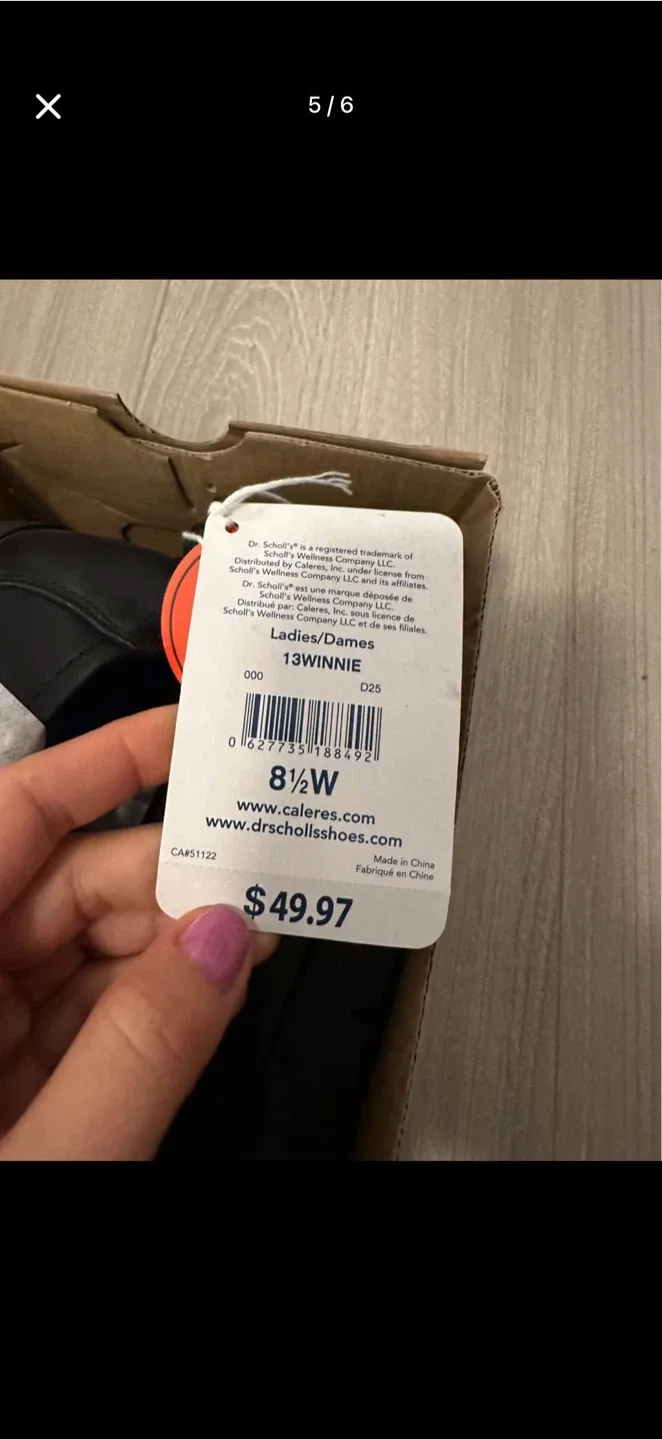 5 / 6
Dr. Scholl's® is a registered trademark of
Scholl's Wellness Company LLC.
Distributed by Caleres, Inc. under license from
Scholl's Wellness Company LLC and its affiliates.
Dr. Scholl's® est une marque déposée de
Scholl's Wellness Company LLC.
Distribué par: Caleres, Inc. sous licence de
Scholl's Wellness Company LLC et de ses filiales.
Ladies/Dames
13WINNIE
000
D25
0 627735 188492
8½W
www.caleres.com
www.drschollsshoes.com
CA#51122
Made in China
Fabriqué en Chine
$49.97